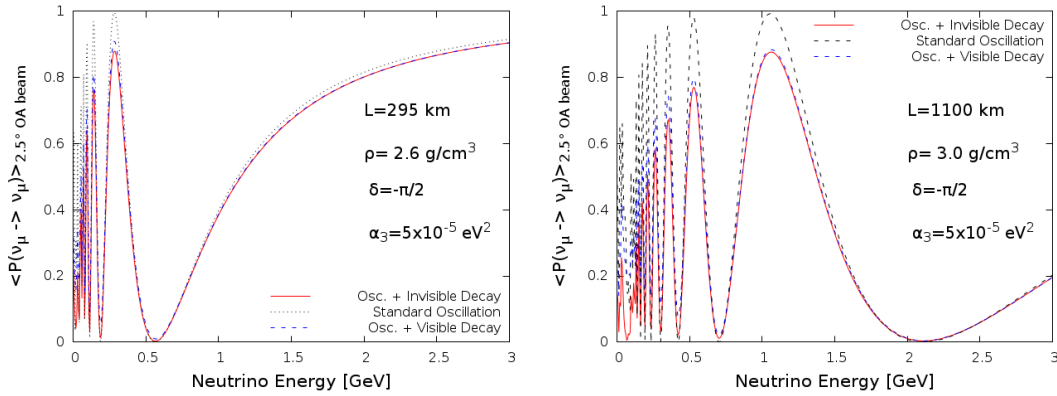 <P(νμ -> νμ)>2.5° OA beam
1
0.8
0.6
0.4
0.2
0
L=295 km
ρ= 2.6 g/cm3
δ=-π/2
α3=5x10-5 eV2
Osc. + Invisible Decay
Standard Oscillation
Osc. + Visible Decay
0 0.5 1 1.5 2 2.5 3
Neutrino Energy [GeV]
<P(νμ -> νμ)>2.5° OA beam
1
0.8
0.6
0.4
0.2
0
Osc. + Invisible Decay
Standard Oscillation
Osc. + Visible Decay
L=1100 km
ρ= 3.0 g/cm3
δ=-π/2
α3=5x10-5 eV2
0 0.5 1 1.5 2 2.5 3
Neutrino Energy [GeV]